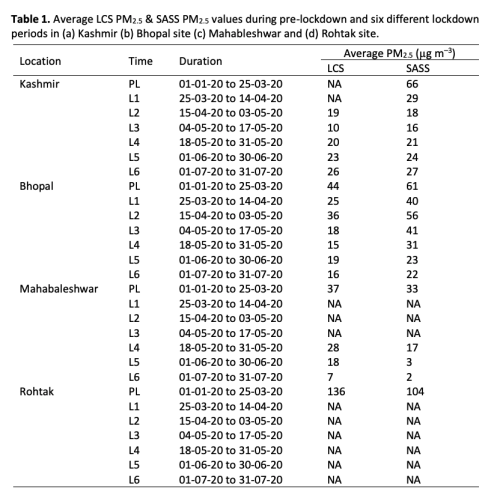 Table 1. Average LCS PM₂.₅ & SASS PM₂.₅ values during pre-lockdown and six different lockdown
periods in (a) Kashmir (b) Bhopal site (c) Mahableshwar and (d) Rohtak site.
Location Time Duration Average PM₂.₅ (µg m⁻³)
LCS SASS
Kashmir PL 01-01-20 to 25-03-20 NA 66
L1 25-03-20 to 14-04-20 NA 29
L2 15-04-20 to 03-05-20 19 18
L3 04-05-20 to 17-05-20 10 16
L4 18-05-20 to 31-05-20 20 21
L5 01-06-20 to 30-06-20 23 24
L6 01-07-20 to 31-07-20 26 27
Bhopal PL 01-01-20 to 25-03-20 44 61
L1 25-03-20 to 14-04-20 25 40
L2 15-04-20 to 03-05-20 36 56
L3 04-05-20 to 17-05-20 18 41
L4 18-05-20 to 31-05-20 15 31
L5 01-06-20 to 30-06-20 19 23
L6 01-07-20 to 31-07-20 16 22
Mahabaleshwar PL 01-01-20 to 25-03-20 37 33
L1 25-03-20 to 14-04-20 NA NA
L2 15-04-20 to 03-05-20 NA NA
L3 04-05-20 to 17-05-20 NA NA
L4 18-05-20 to 31-05-20 28 17
L5 01-06-20 to 30-06-20 18 3
L6 01-07-20 to 31-07-20 7 2
Rohtak PL 01-01-20 to 25-03-20 136 104
L1 25-03-20 to 14-04-20 NA NA
L2 15-04-20 to 03-05-20 NA NA
L3 04-05-20 to 17-05-20 NA NA
L4 18-05-20 to 31-05-20 NA NA
L5 01-06-20 to 30-06-20 NA NA
L6 01-07-20 to 31-07-20 NA NA